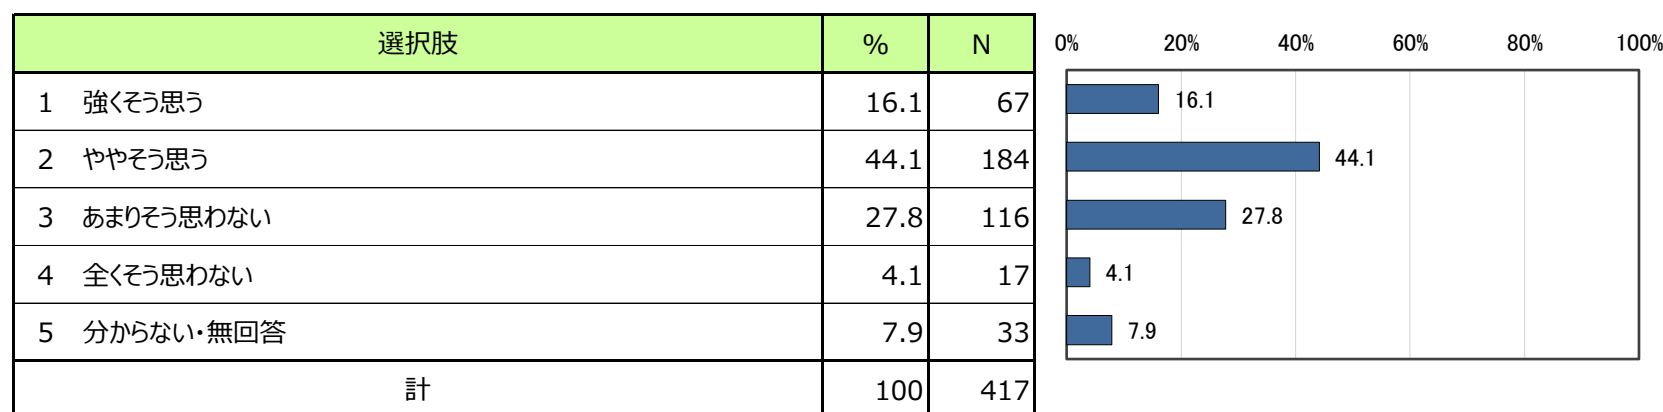 選択肢 % N
1 強くそう思う 16.1 67
2 ややそう思う 44.1 184
3 あまりそう思わない 27.8 116
4 全くそう思わない 4.1 17
5 分からない・無回答 7.9 33
計 100 417
0% 20% 40% 60% 80% 100%
16.1
44.1
27.8
4.1
7.9